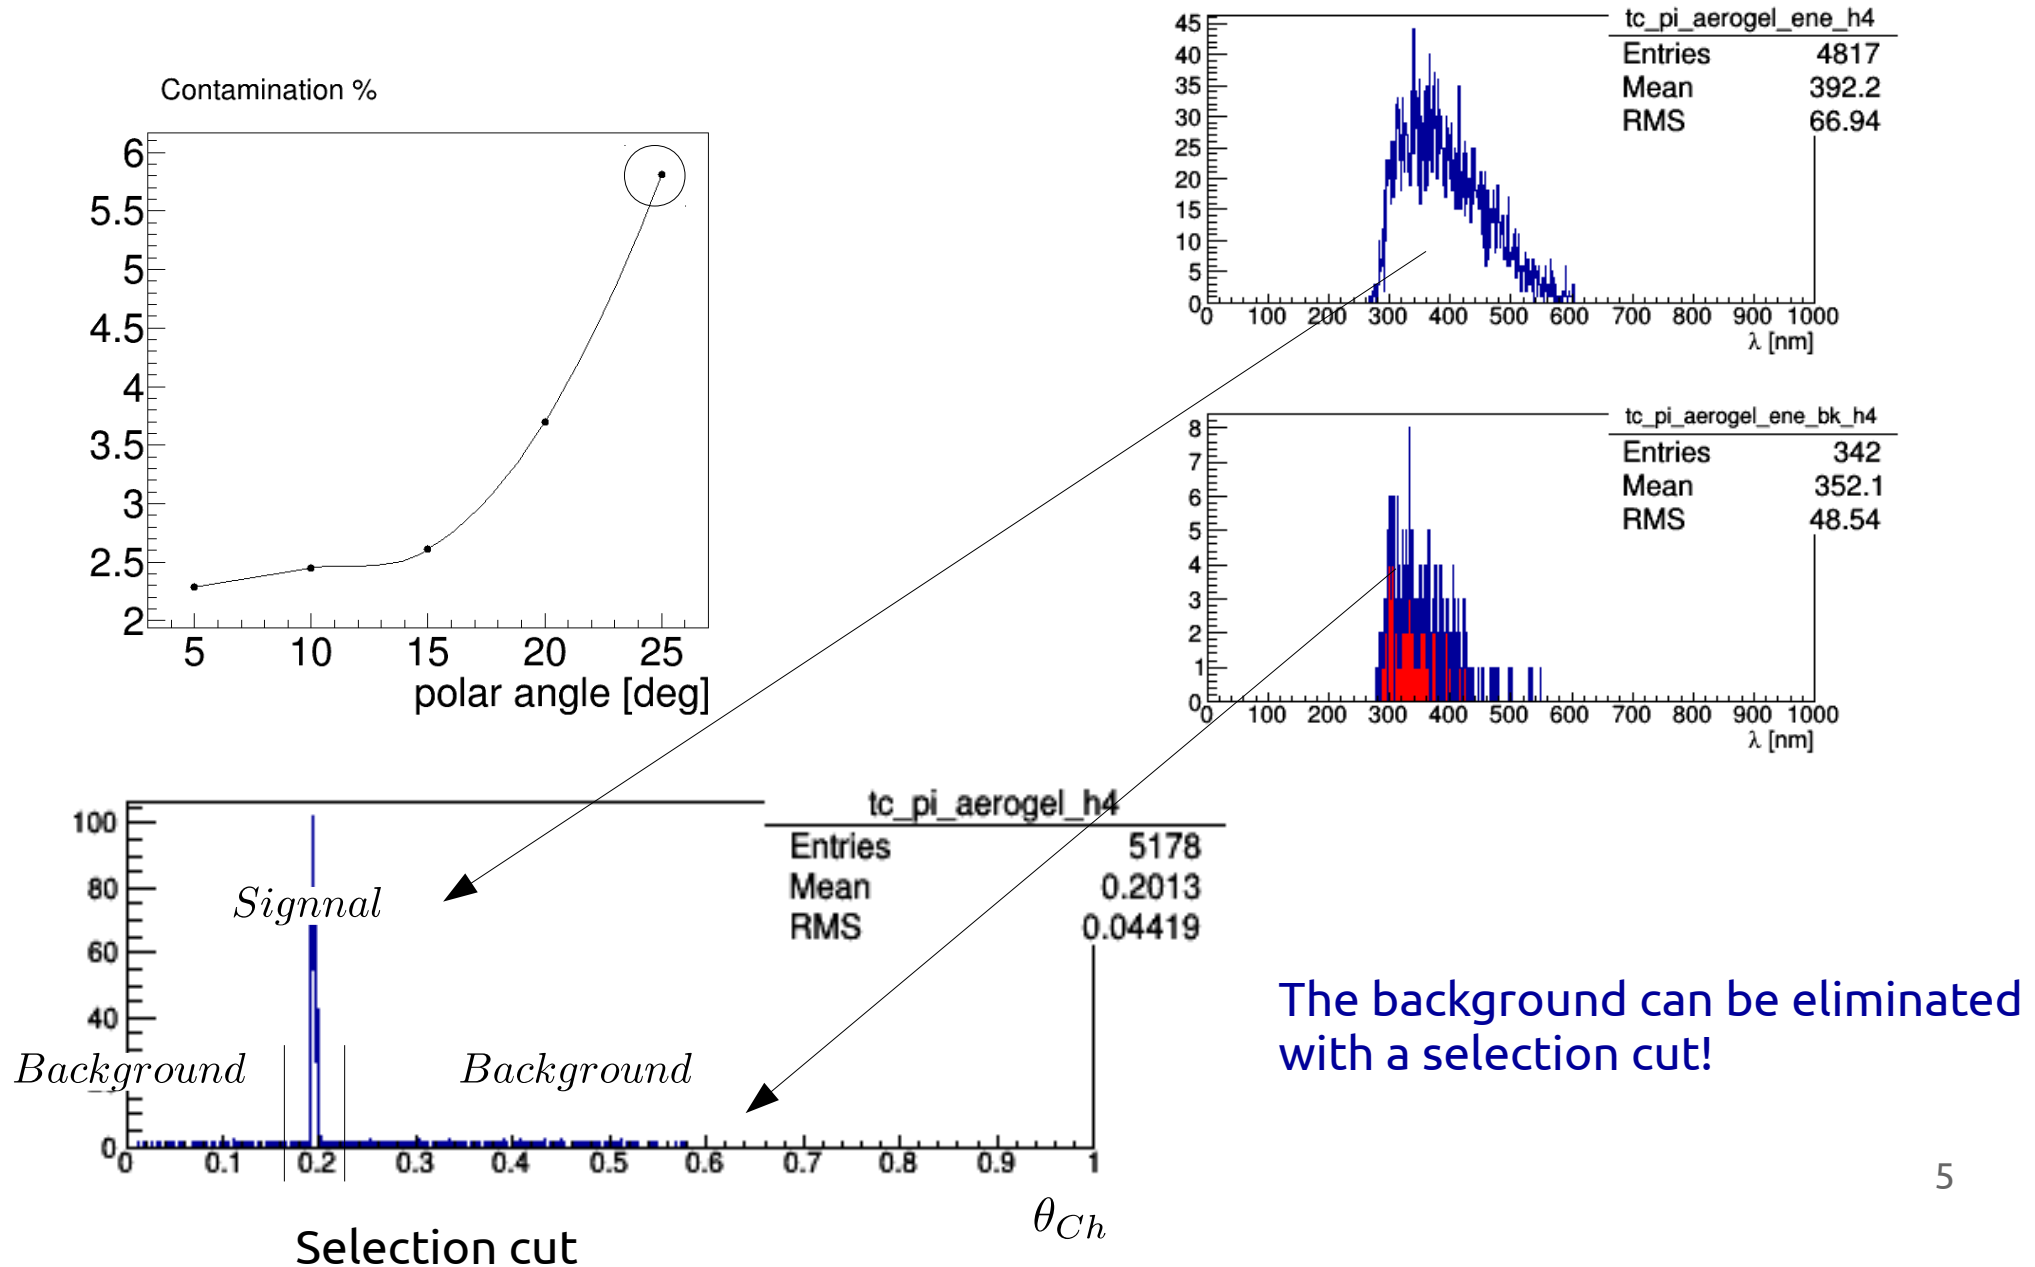 Contamination %
6
5.5
5
4.5
4
3.5
3
2.5
2
5 10 15 20 25
polar angle [deg]
tc_pi_aerogel_ene_h4
Entries 4817
Mean 392.2
RMS 66.94
45
40
35
30
25
20
15
10
5
0
0 100 200 300 400 500 600 700 800 900 1000
λ [nm]
tc_pi_aerogel_ene_bk_h4
Entries 342
Mean 352.1
RMS 48.54
8
7
6
5
4
3
2
1
0
0 100 200 300 400 500 600 700 800 900 1000
λ [nm]
tc_pi_aerogel_h4
Entries 5178
Mean 0.2013
RMS 0.04419
100
80
60
40
0
Signnal
Background Background
0 0.1 0.2 0.3 0.4 0.5 0.6 0.7 0.8 0.9 1
θCh
Selection cut
The background can be eliminated
with a selection cut!
5